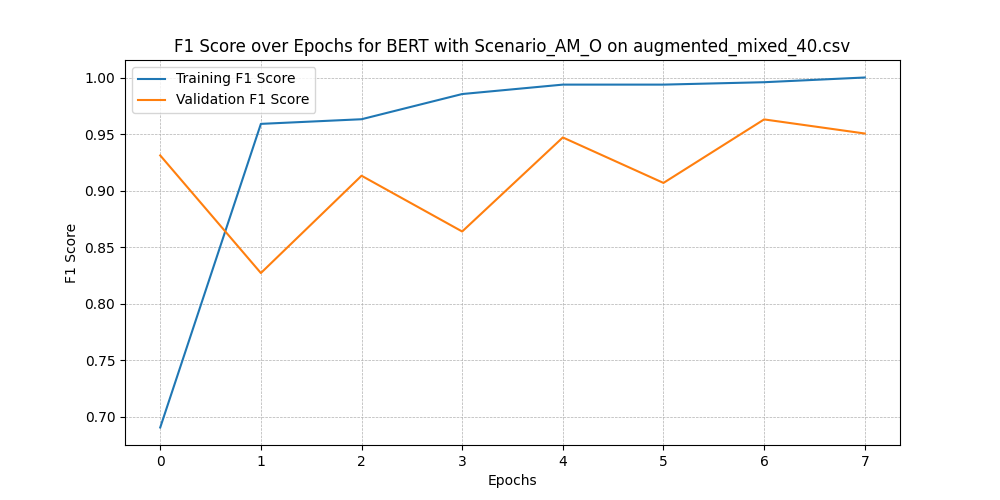 F1 Score over Epochs for BERT with Scenario_AM_O on augmented_mixed_40.csv
Training F1 Score
Validation F1 Score
F1 Score
1.00
0.95
0.90
0.85
0.80
0.75
0.70
0 1 2 3 4 5 6 7
Epochs